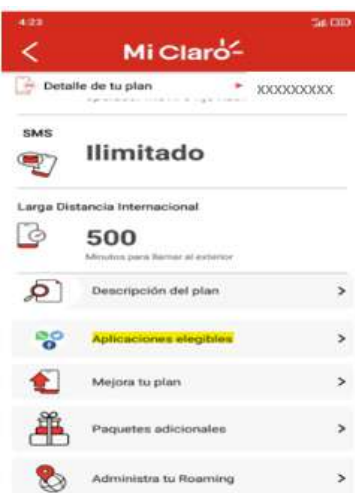 4:23
Mi Claro
Detalle de tu plan XXXXXXXXX
SMS
Ilimitado
Larga Distancia Internacional
500
Minutos para llamar al exterior
Descripción del plan
Aplicaciones elegibles
Mejora tu plan
Paquetes adicionales
Administra tu Roaming